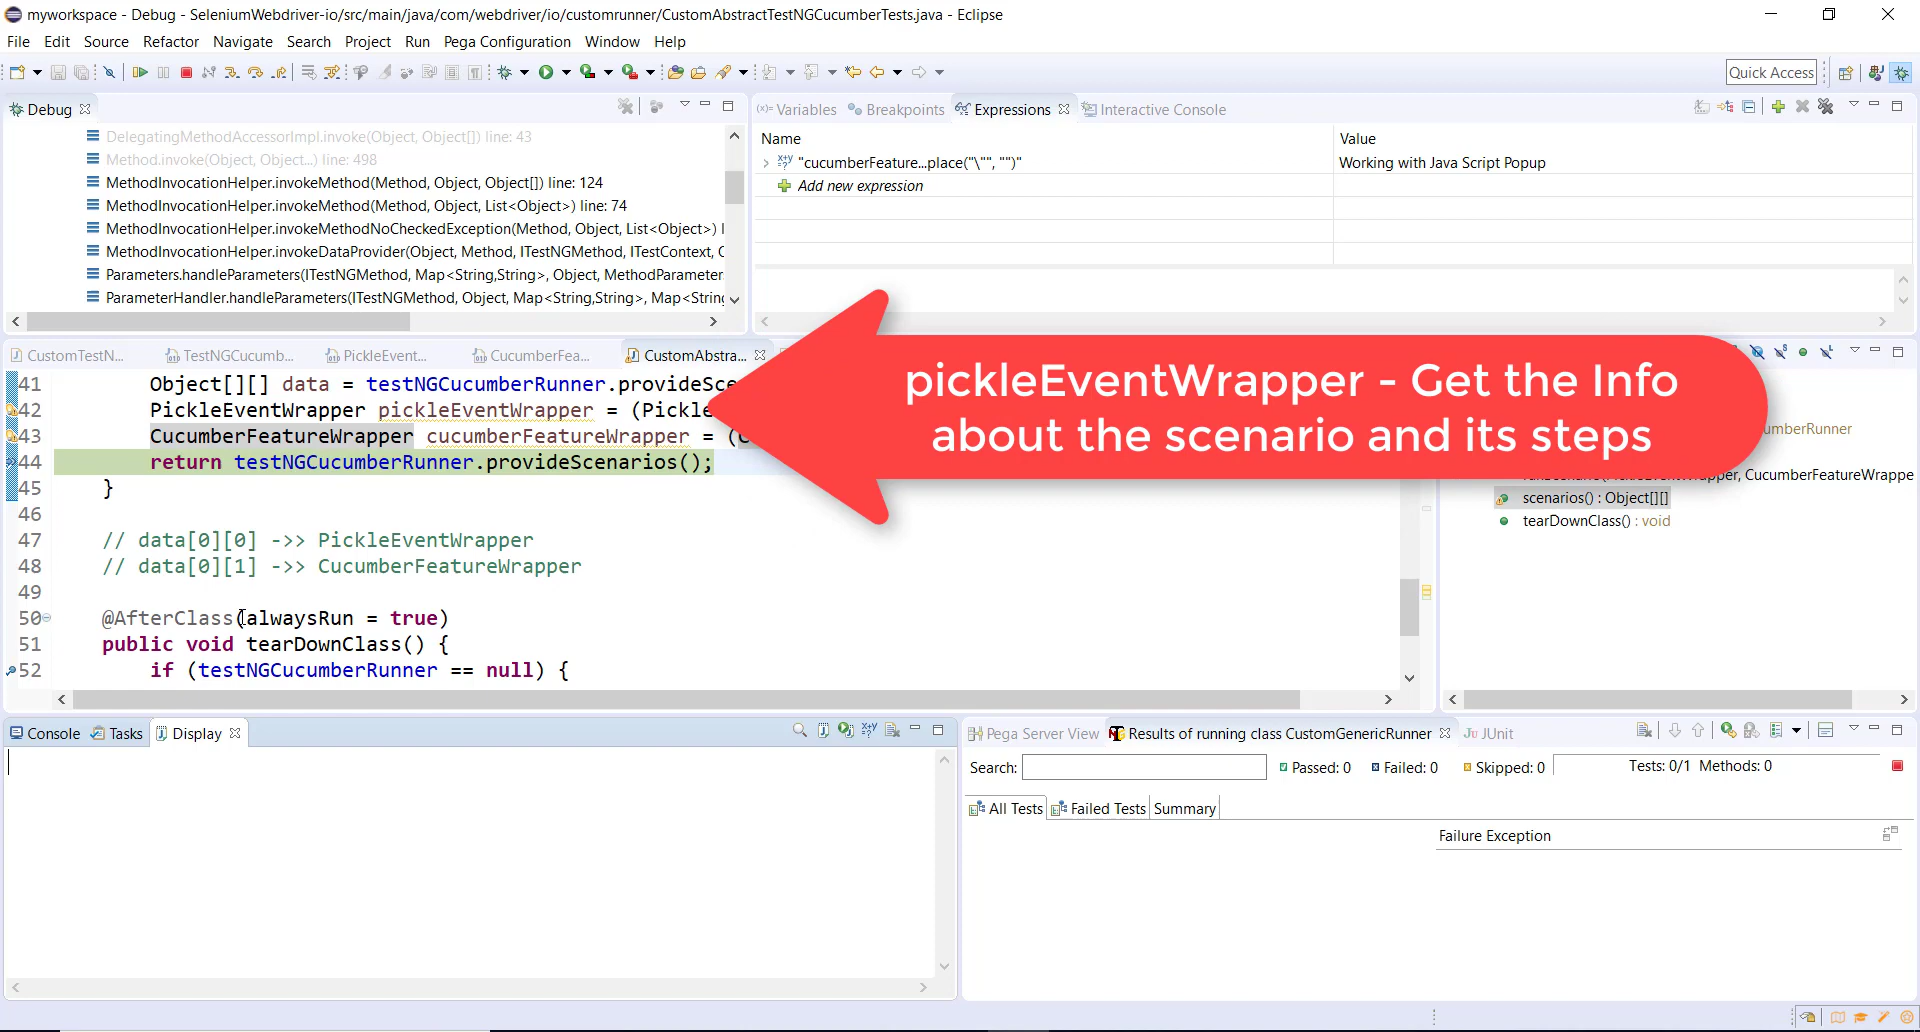 myworkspace - Debug - SeleniumWebdriver-io/src/main/java/com/webdriver/io/customrunner/CustomAbstractTestNGCucumberTests.java - Eclipse
File Edit Source Refactor Navigate Search Project Run Pega Configuration Window Help
Quick Access
Debug
DelegatingMethodAccessorImpl.invoke(Object, Object[]) line: 43
Method.invoke(Object, Object...) line: 498
MethodInvocationHelper.invokeMethod(Method, Object, Object[]) line: 124
MethodInvocationHelper.invokeMethod(Method, Object, List<Object>) line: 74
MethodInvocationHelper.invokeMethodNoCheckedException(Method, Object, List<Object>) l
MethodInvocationHelper.invokeDataProvider(Object, Method, ITestNGMethod, ITestContext, C
Parameters.handleParameters(ITestNGMethod, Map<String,String>, Object, MethodParameter
ParameterHandler.handleParameters(ITestNGMethod, Object, Map<String,String>, Map<String
Variables Breakpoints Expressions Interactive Console
Name Value
"cucumberFeature...place("\"", "")" Working with Java Script Popup
Add new expression
CustomTestN... TestNGCucumb... PickleEvent... CucumberFea... CustomAbstra...
41 Object[][] data = testNGCucumberRunner.provideSce
42 PickleEventWrapper pickleEventWrapper = (Pickle
43 CucumberFeatureWrapper cucumberFeatureWrapper = (C
44 return testNGCucumberRunner.provideScenarios();
45 }
46
47 // data[0][0] ->> PickleEventWrapper
48 // data[0][1] ->> CucumberFeatureWrapper
49
50 @AfterClass(alwaysRun = true)
51 public void tearDownClass() {
52 if (testNGCucumberRunner == null) {
pickleEventWrapper - Get the Info
about the scenario and its steps
umberRunner
CucumberFeatureWrappe
scenarios() : Object[][]
tearDownClass() : void
Console Tasks Display
Pega Server View Results of running class CustomGenericRunner JUnit
Search: Passed: 0 Failed: 0 Skipped: 0 Tests: 0/1 Methods: 0
All Tests Failed Tests Summary
Failure Exception